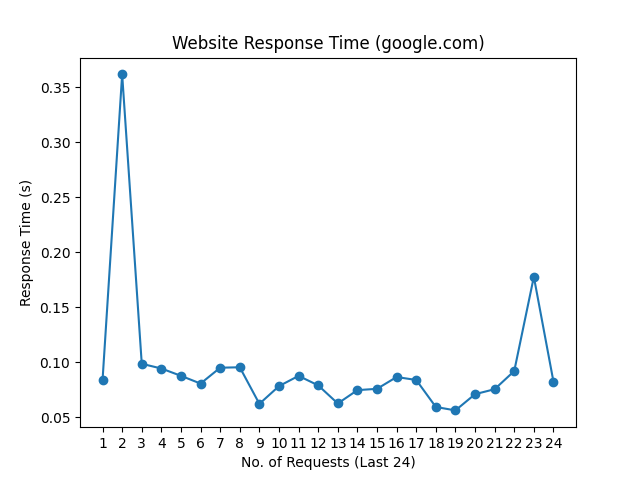 Website Response Time (google.com)
Response Time (s)
0.35
0.30
0.25
0.20
0.15
0.10
0.05
1 2 3 4 5 6 7 8 9 10 11 12 13 14 15 16 17 18 19 20 21 22 23 24
No. of Requests (Last 24)